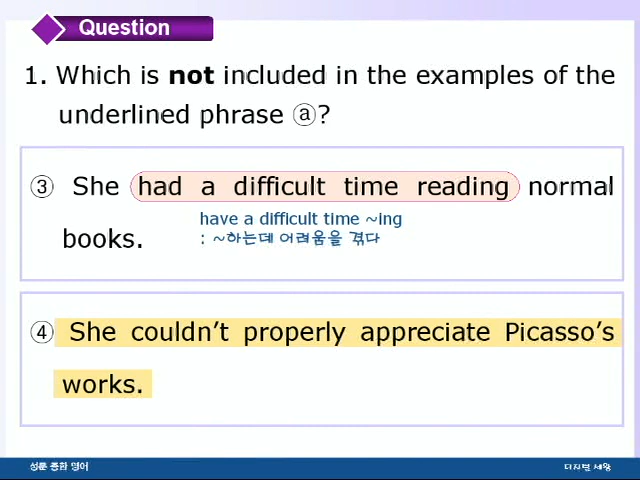 Question
1. Which is not included in the examples of the
underlined phrase ⓐ?
③ She had a difficult time reading normal
have a difficult time ~ing
books.
: ~하는데 어려움을 겪다
④ She couldn't properly appreciate Picasso's
works.
성문 종합 영어
디지털 세상